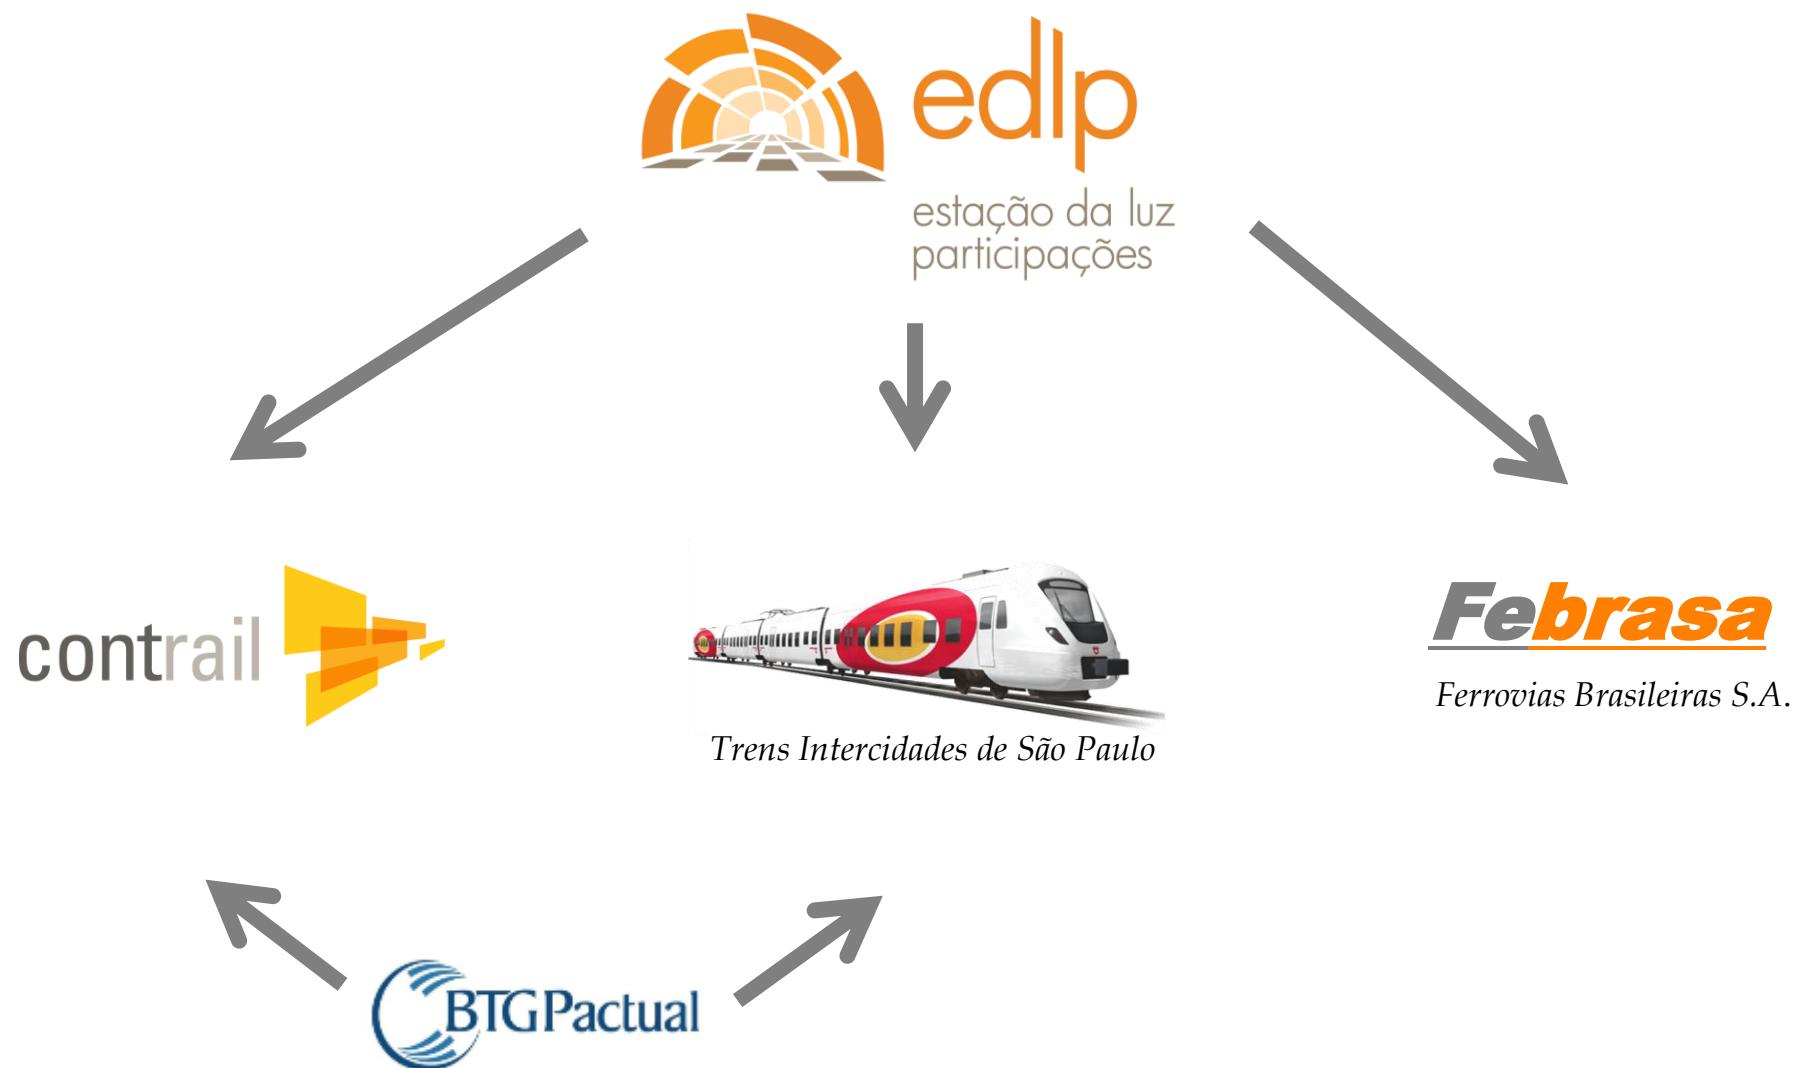 edlp
estação da luz
participações
contrail
Febrasa
Ferrovias Brasileiras S.A.
Trens Intercidades de São Paulo
BTGPactual